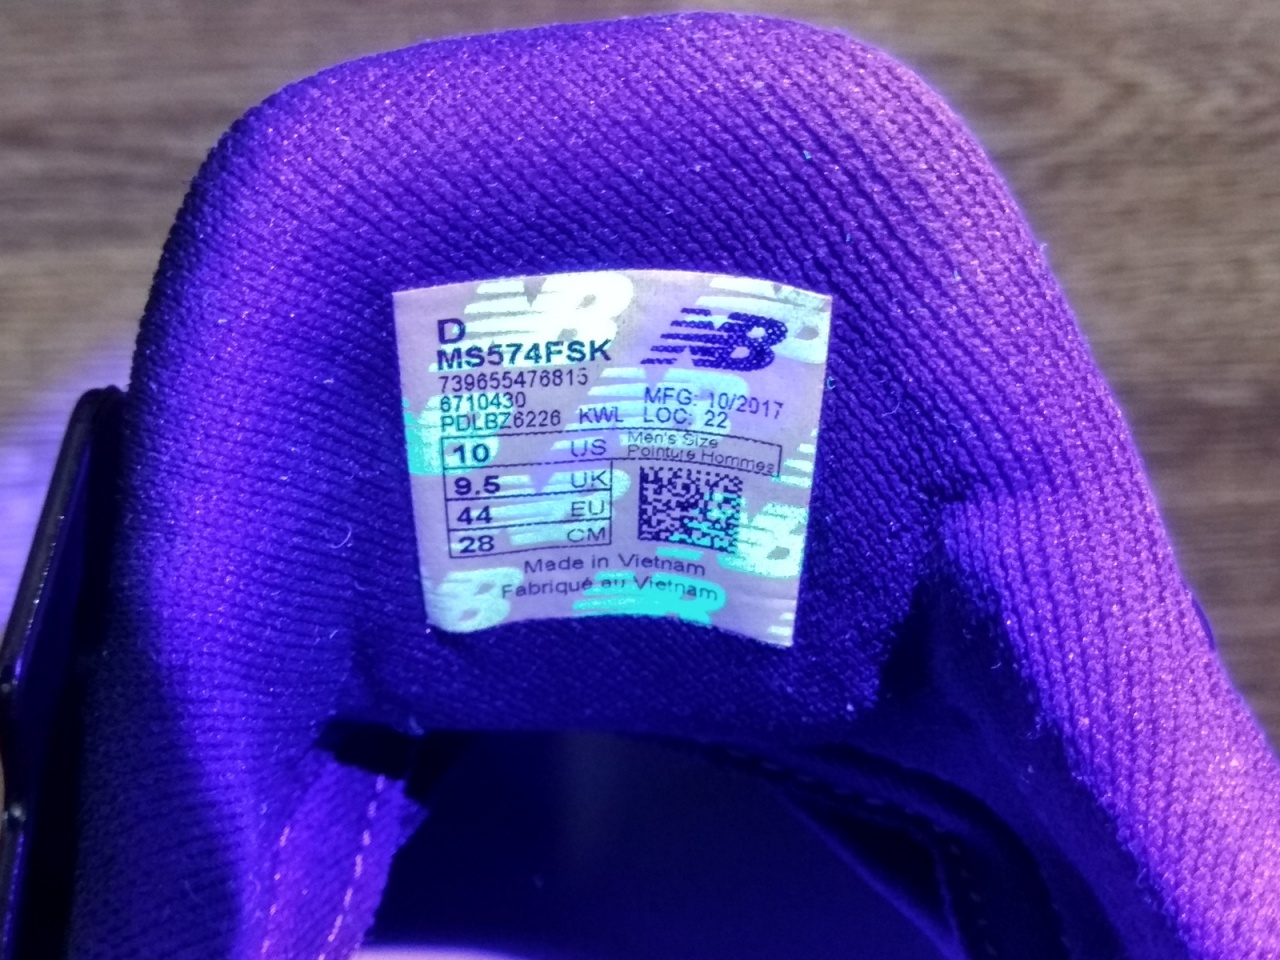 D
MS574FSK
NB
739655476815
6710430
MFG: 10/2017
PDLBZ6226 KWL LOC: 22
10 US Men's Size
Pointure Hommes
9.5 UK
44 EU
28 CM
Made in Vietnam
Fabriqué au Vietnam